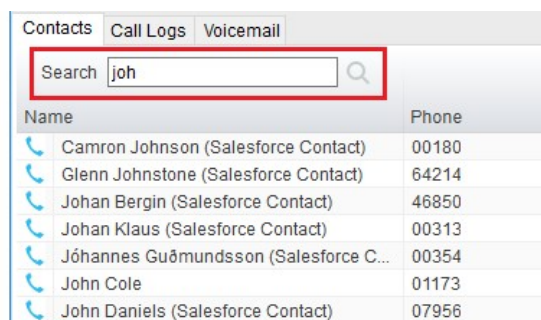 Contacts Call Logs Voicemail
Search joh
Name Phone
Camron Johnson (Salesforce Contact) 00180
Glenn Johnstone (Salesforce Contact) 64214
Johan Bergin (Salesforce Contact) 46850
Johan Klaus (Salesforce Contact) 00313
Jóhannes Guðmundsson (Salesforce C... 00354
John Cole 01173
John Daniels (Salesforce Contact) 07956